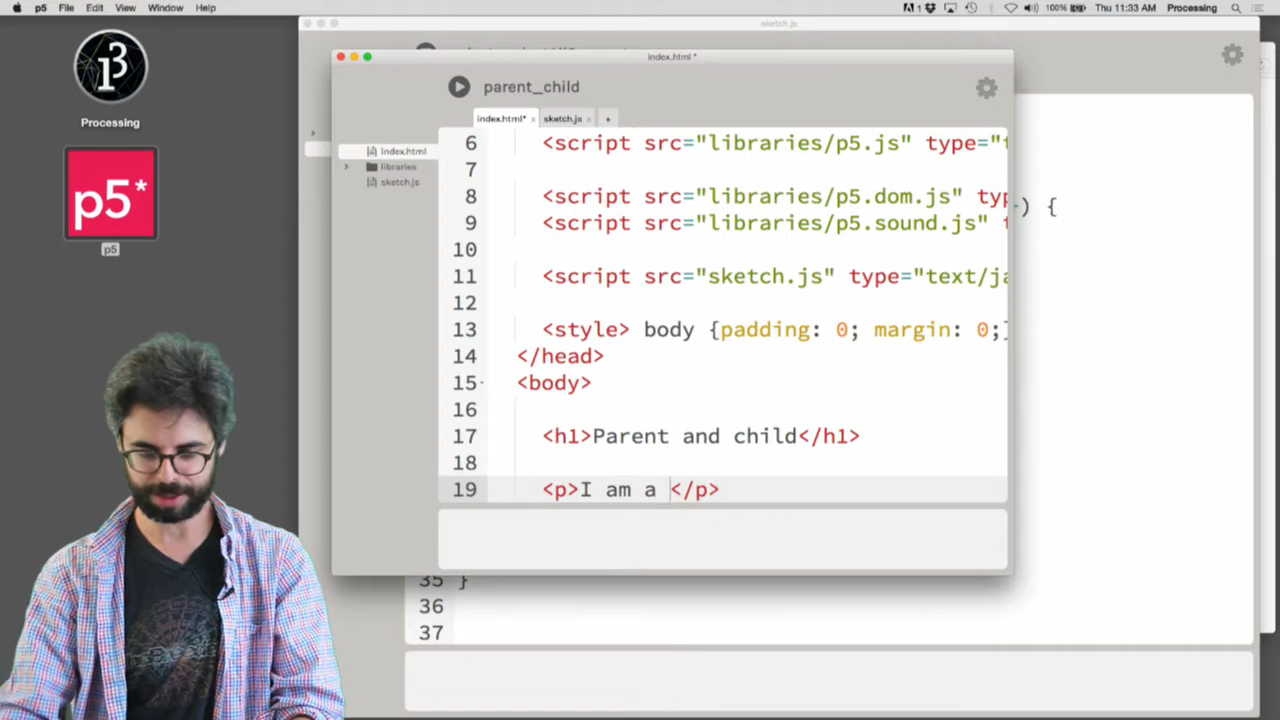 p5 File Edit View Window Help
1 100% Thu 11:33 AM Processing
sketch.js
Processing
p5*
p5
index.html *
parent_child
index.html* × sketch.js × +
index.html
libraries
sketch.js
6 <script src="libraries/p5.js" type="
7
8 <script src="libraries/p5.dom.js" typ
9 <script src="libraries/p5.sound.js"
10
11 <script src="sketch.js" type="text/ja
12
13 <style> body {padding: 0; margin: 0;}
14 </head>
15 <body>
16
17 <h1>Parent and child</h1>
18
19 <p>I am a </p>
) {
35 }
36
37